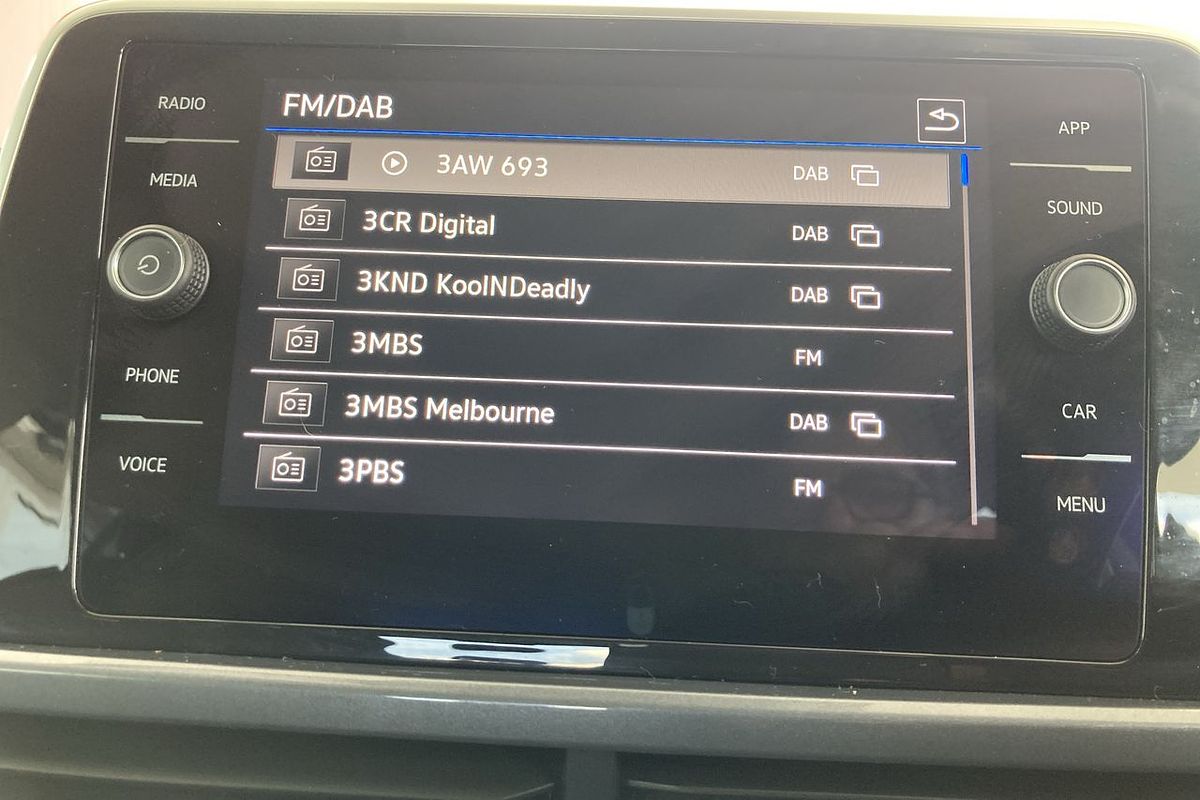 RADIO
MEDIA
PHONE
VOICE
FM/DAB
3AW 693 DAB
3CR Digital DAB
3KND KoolNDeadly DAB
3MBS FM
3MBS Melbourne DAB
3PBS FM
APP
SOUND
CAR
MENU